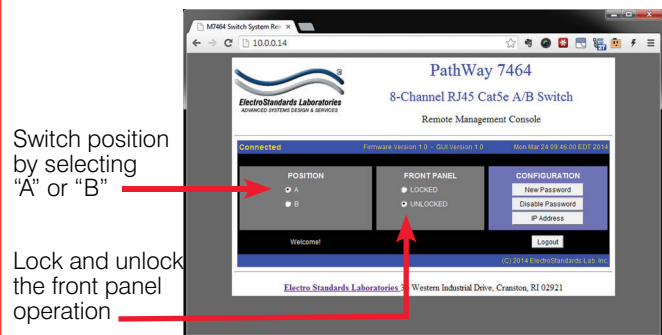 M7464 Switch System Rem
10.0.0.14
ElectroStandards Laboratories
ADVANCED SYSTEMS DESIGN & SERVICES
PathWay 7464
8-Channel RJ45 Cat5e A/B Switch
Remote Management Console
Connected
Firmware Version 1.0 - GUI Version 1.0
Mon Mar 24 09:46:00 EDT 2014
POSITION
A
B
FRONT PANEL
LOCKED
UNLOCKED
CONFIGURATION
New Password
Disable Password
IP Address
Welcome!
Logout
(C) 2014 ElectroStandards Lab. Inc.
Electro Standards Laboratories Western Industrial Drive, Cranston, RI 02921
Switch position
by selecting
“A” or “B”
Lock and unlock
the front panel
operation